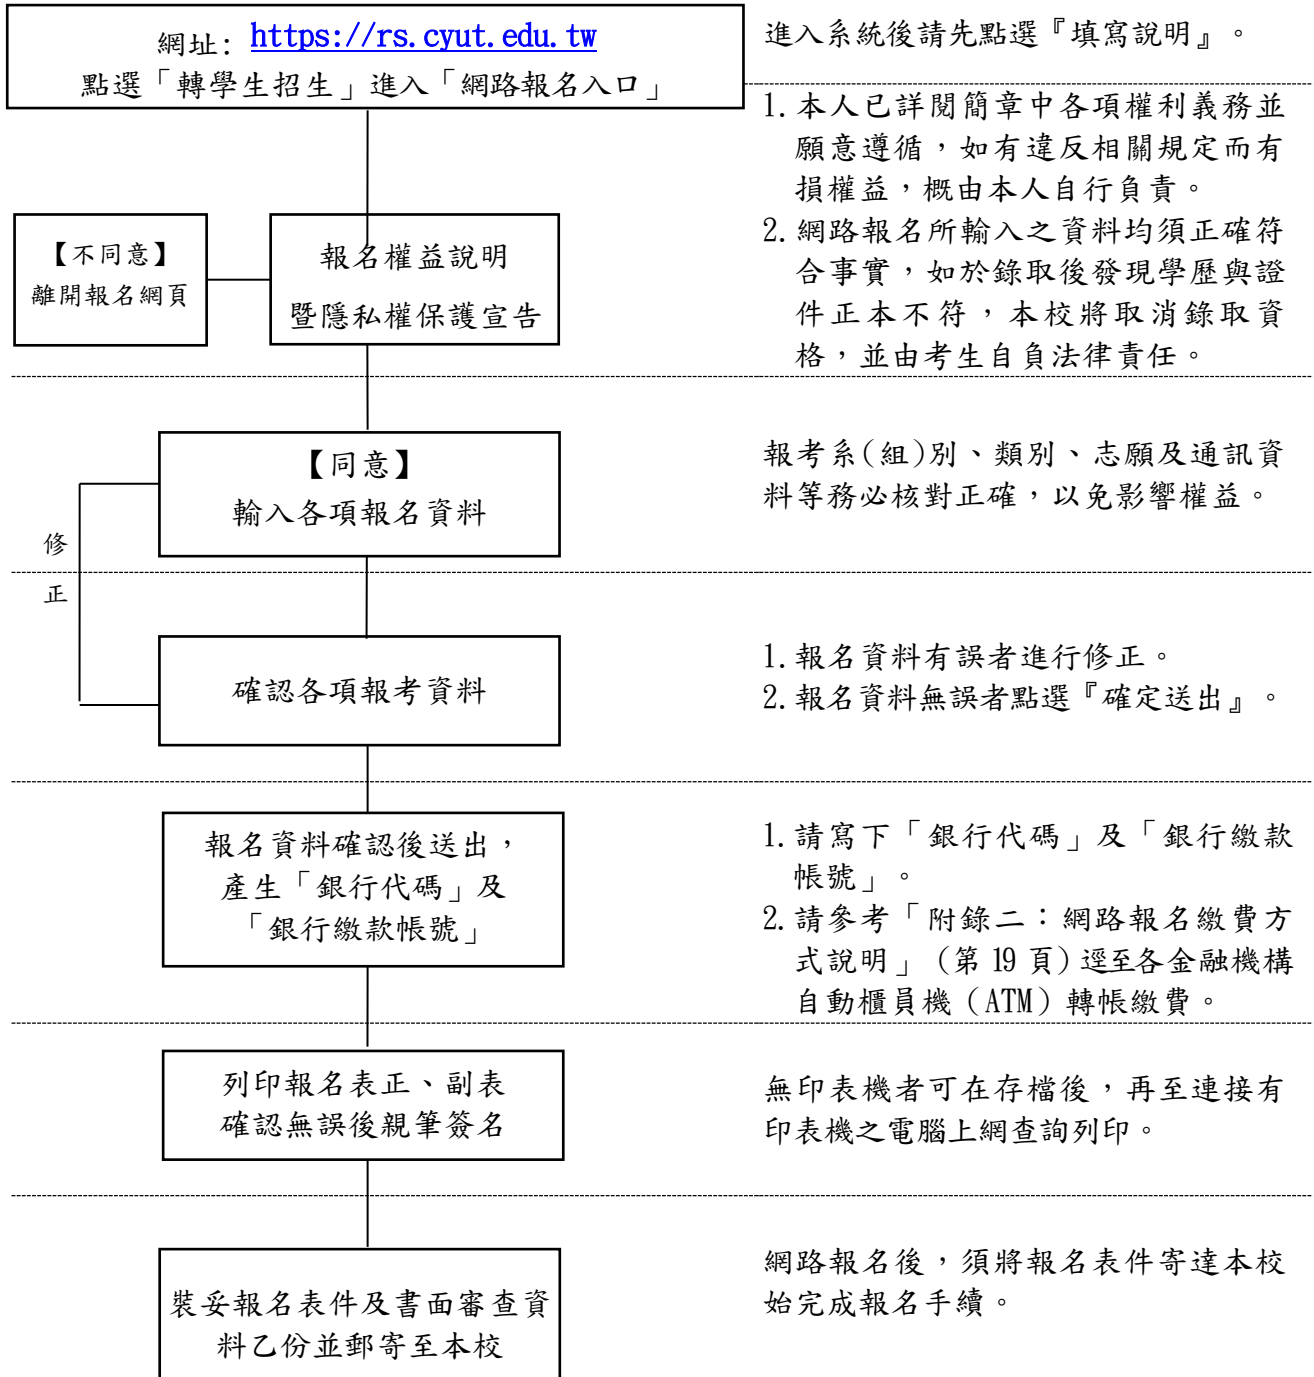 網址: https://rs.cyut.edu.tw
點選「轉學生招生」進入「網路報名入口」
進入系統後請先點選『填寫說明』。
【不同意】
離開報名網頁
報名權益說明
暨隱私權保護宣告
1.本人已詳閱簡章中各項權利義務並
願意遵循，如有違反相關規定而有
損權益，概由本人自行負責。
2.網路報名所輸入之資料均須正確符
合事實，如於錄取後發現學歷與證
件正本不符，本校將取消錄取資
格，並由考生自負法律責任。
【同意】
輸入各項報名資料
報考系(組)別、類別、志願及通訊資
料等務必核對正確，以免影響權益。
修
正
確認各項報考資料
1.報名資料有誤者進行修正。
2.報名資料無誤者點選『確定送出』。
報名資料確認後送出，
產生「銀行代碼」及
「銀行繳款帳號」
1.請寫下「銀行代碼」及「銀行繳款
帳號」。
2.請參考「附錄二：網路報名繳費方
式說明」(第 19 頁)逕至各金融機構
自動櫃員機（ATM）轉帳繳費。
列印報名表正、副表
確認無誤後親筆簽名
無印表機者可在存檔後，再至連接有
印表機之電腦上網查詢列印。
裝妥報名表件及書面審查資
料乙份並郵寄至本校
網路報名後，須將報名表件寄達本校
始完成報名手續。